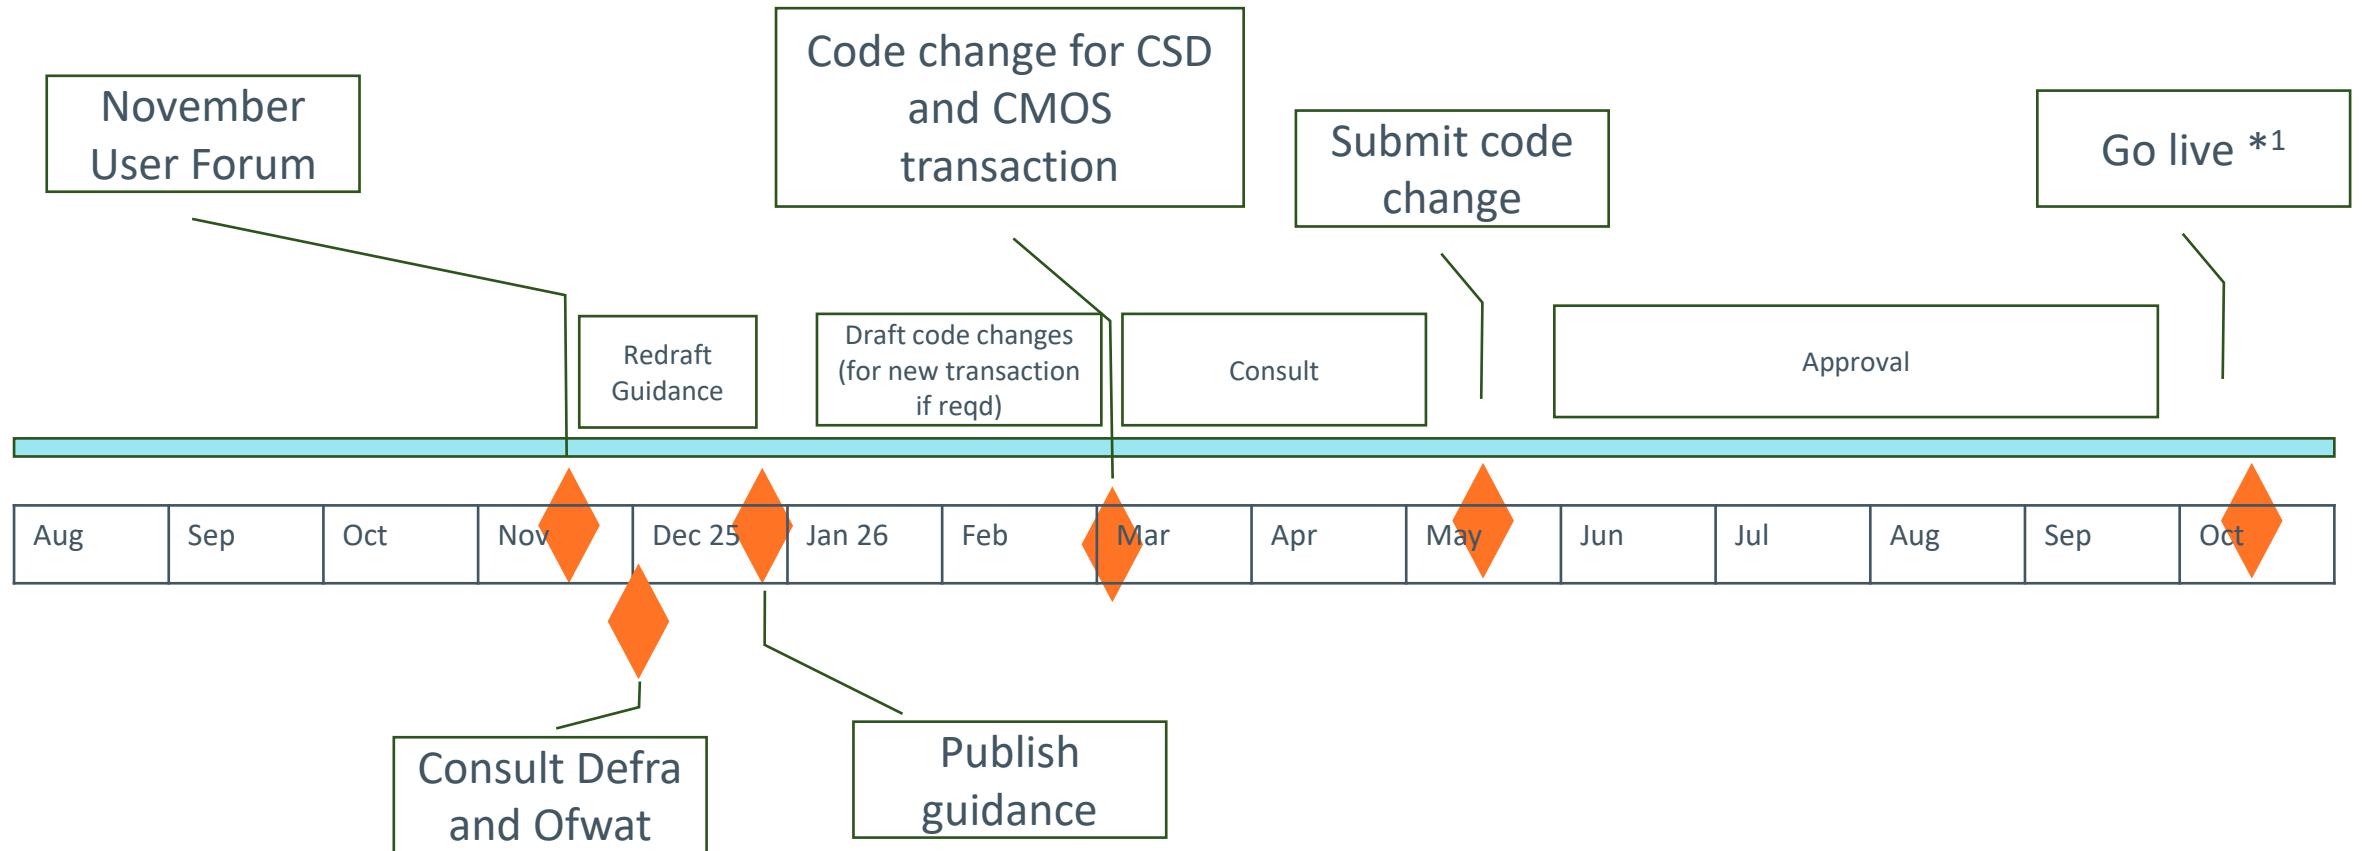 Code change for CSD
and CMOS
transaction
November
User Forum
Submit code
change
Go live *1
Redraft
Guidance
Draft code changes
(for new transaction
if reqd)
Consult
Approval
Aug
Sep
Oct
Nov
Dec 25
Jan 26
Feb
Mar
Apr
May
Jun
Jul
Aug
Sep
Oct
Consult Defra
and Ofwat
Publish
guidance